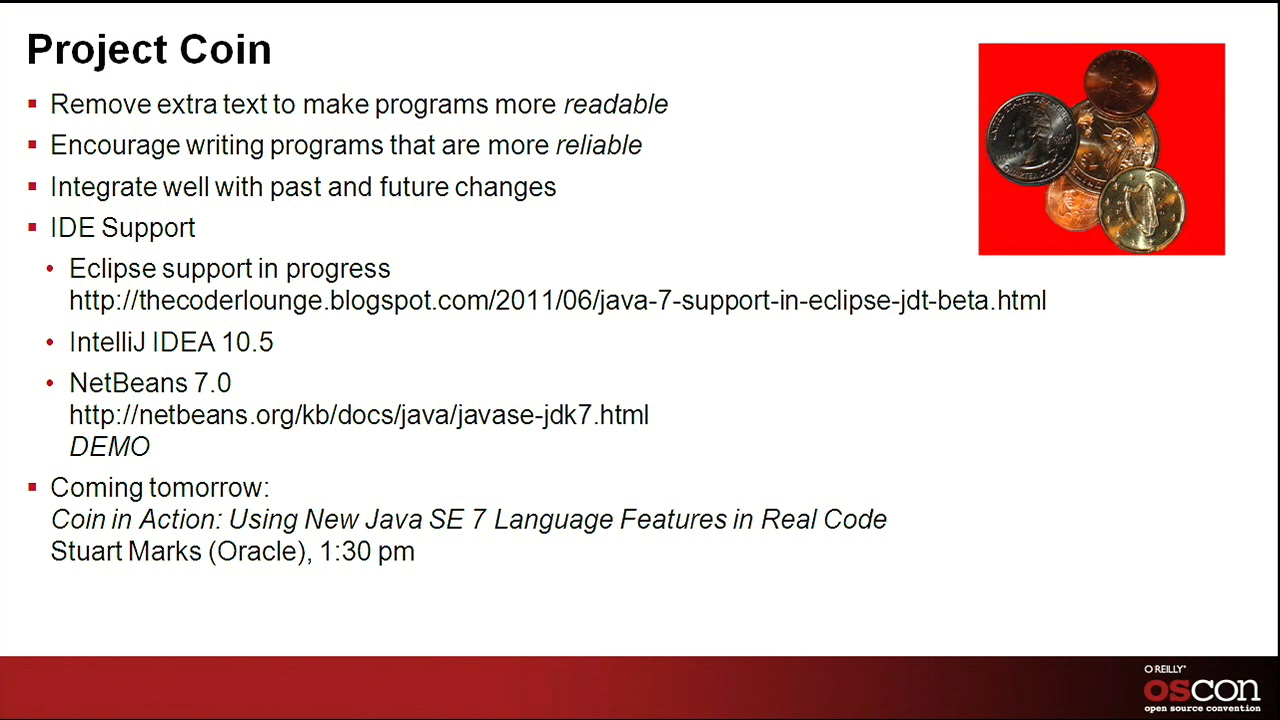 Project Coin
Remove extra text to make programs more readable
Encourage writing programs that are more reliable
Integrate well with past and future changes
IDE Support
Eclipse support in progress
http://thecoderlounge.blogspot.com/2011/06/java-7-support-in-eclipse-jdt-beta.html
IntelliJ IDEA 10.5
NetBeans 7.0
http://netbeans.org/kb/docs/java/javase-jdk7.html
DEMO
Coming tomorrow:
Coin in Action: Using New Java SE 7 Language Features in Real Code
Stuart Marks (Oracle), 1:30 pm
O REILLY
oscon
open source convention